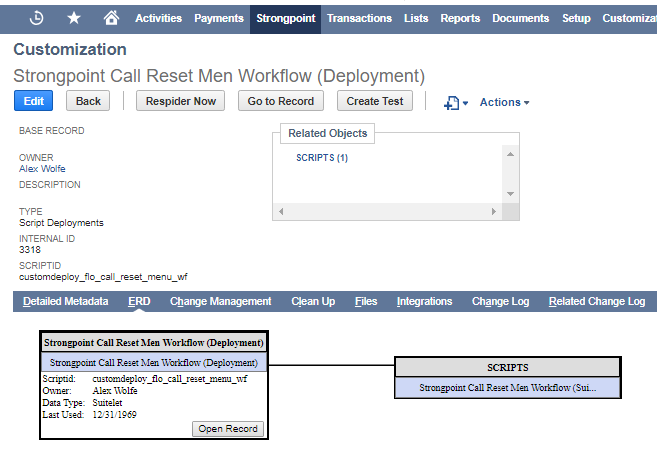 Activities Payments Strongpoint Transactions Lists Reports Documents Setup Customiza
Customization
Strongpoint Call Reset Men Workflow (Deployment)
Edit Back Respider Now Go to Record Create Test Actions
BASE RECORD
Related Objects
SCRIPTS (1)
OWNER
Alex Wolfe
DESCRIPTION
TYPE
Script Deployments
INTERNAL ID
3318
SCRIPTID
customdeploy_flo_call_reset_menu_wf
Detailed Metadata ERD Change Management Clean Up Files Integrations Change Log Related Change Log
Strongpoint Call Reset Men Workflow (Deployment)
Strongpoint Call Reset Men Workflow (Deployment)
Scriptid: customdeploy_flo_call_reset_menu_wf
Owner: Alex Wolfe
Data Type: Suitelet
Last Used: 12/31/1969
Open Record
SCRIPTS
Strongpoint Call Reset Men Workflow (Sui...